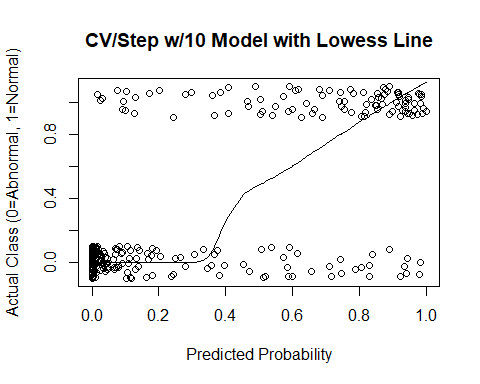 CV/Step w/10 Model with Lowess Line
Actual Class (0=Abnormal, 1=Normal)
0.8
0.4
0.0
0.0 0.2 0.4 0.6 0.8 1.0
Predicted Probability